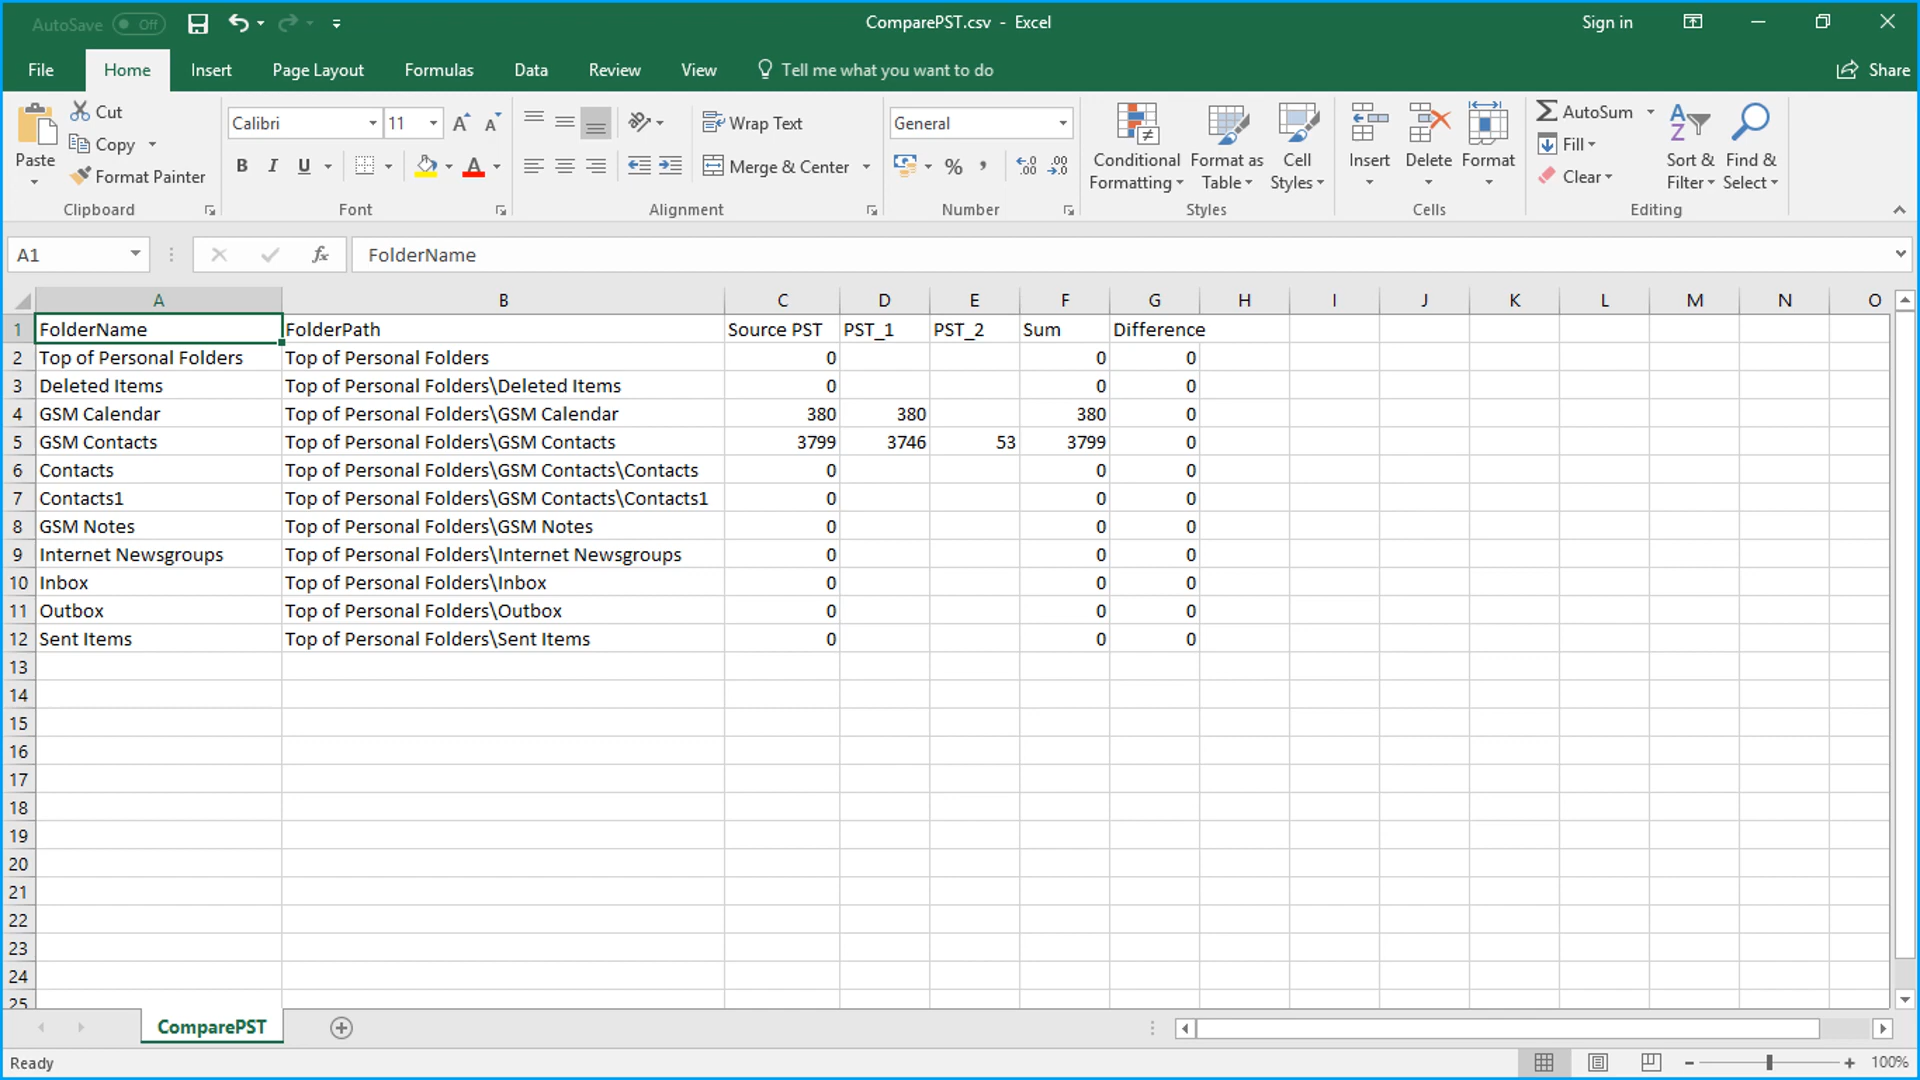 AutoSave Off ComparePST.csv - Excel Sign in
File Home Insert Page Layout Formulas Data Review View Tell me what you want to do Share
Paste Cut Copy Format Painter Clipboard
Calibri 11 B I U A Font
Wrap Text Merge & Center Alignment
General % , .00 Number
Conditional Formatting Format as Table Cell Styles Styles
Insert Delete Format Cells
AutoSum Fill Clear Sort & Filter Find & Select Editing
A1 fx FolderName
A B C D E F G H I J K L M N O
1 FolderName FolderPath Source PST PST_1 PST_2 Sum Difference
2 Top of Personal Folders Top of Personal Folders 0 0 0
3 Deleted Items Top of Personal Folders\Deleted Items 0 0 0
4 GSM Calendar Top of Personal Folders\GSM Calendar 380 380 380 0
5 GSM Contacts Top of Personal Folders\GSM Contacts 3799 3746 53 3799 0
6 Contacts Top of Personal Folders\GSM Contacts\Contacts 0 0 0
7 Contacts1 Top of Personal Folders\GSM Contacts\Contacts1 0 0 0
8 GSM Notes Top of Personal Folders\GSM Notes 0 0 0
9 Internet Newsgroups Top of Personal Folders\Internet Newsgroups 0 0 0
10 Inbox Top of Personal Folders\Inbox 0 0 0
11 Outbox Top of Personal Folders\Outbox 0 0 0
12 Sent Items Top of Personal Folders\Sent Items 0 0 0
13
14
15
16
17
18
19
20
21
22
23
24
25
ComparePST
Ready 100%